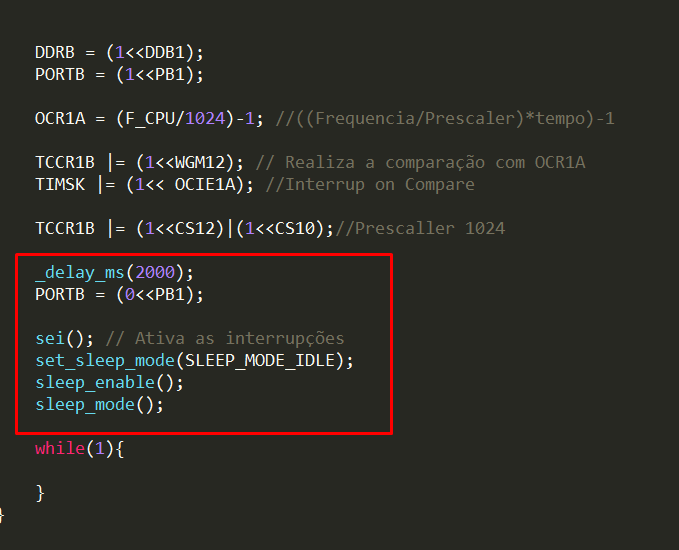 DDRB = (1<<DDB1);
PORTB = (1<<PB1);
OCR1A = (F_CPU/1024)-1; //((Frequencia/Prescaler)*tempo)-1
TCCR1B |= (1<<WGM12); // Realiza a comparação com OCR1A
TIMSK |= (1<< OCIE1A); //Interrup on Compare
TCCR1B |= (1<<CS12)|(1<<CS10);//Prescaller 1024
_delay_ms(2000);
PORTB = (0<<PB1);
sei(); // Ativa as interrupções
set_sleep_mode(SLEEP_MODE_IDLE);
sleep_enable();
sleep_mode();
while(1){
}
}